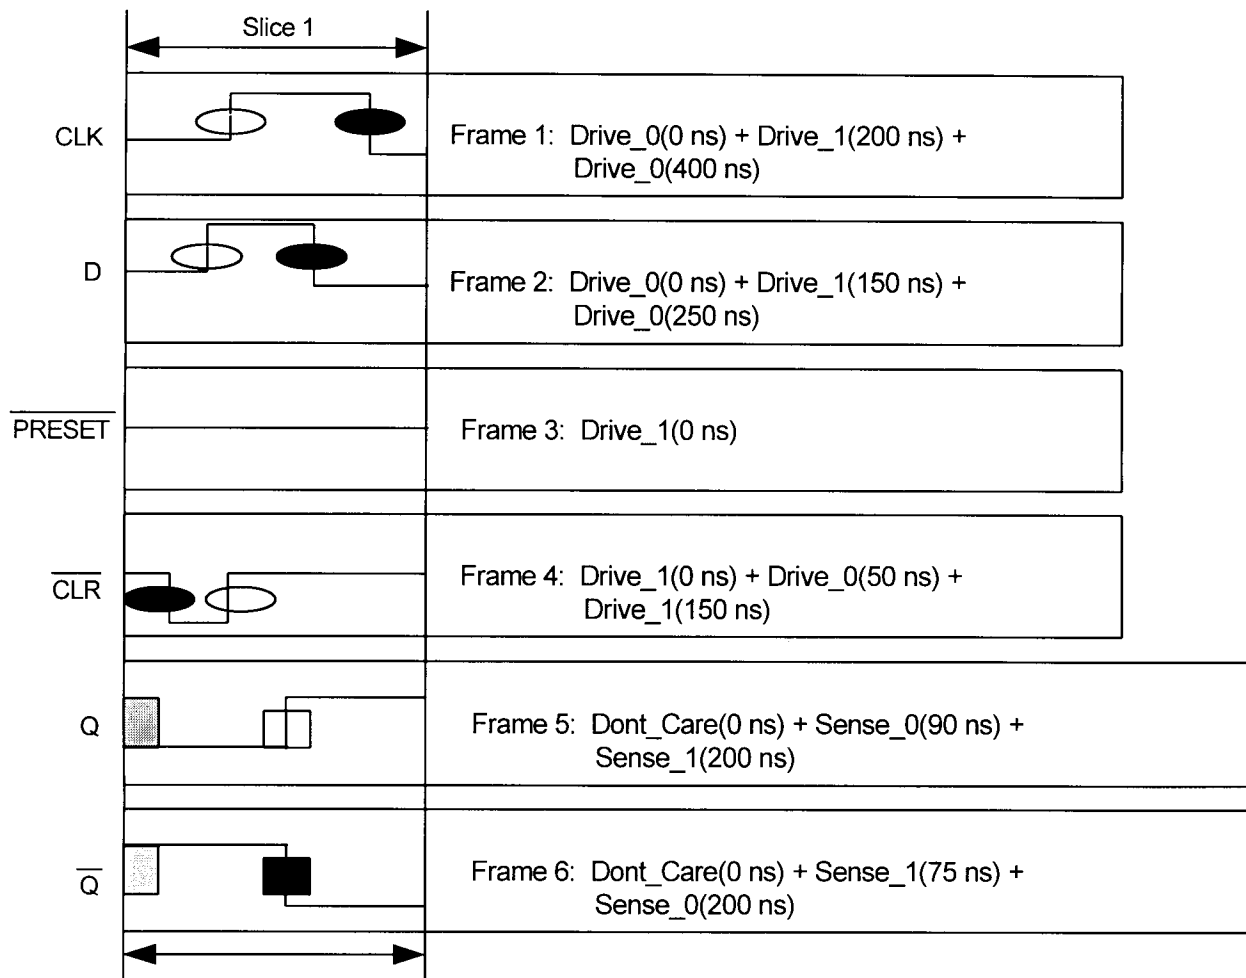 Slice 1
CLK
Frame 1: Drive_0(0 ns) + Drive_1(200 ns) +
Drive_0(400 ns)
D
Frame 2: Drive_0(0 ns) + Drive_1(150 ns) +
Drive_0(250 ns)
PRESET
Frame 3: Drive_1(0 ns)
CLR
Frame 4: Drive_1(0 ns) + Drive_0(50 ns) +
Drive_1(150 ns)
Q
Frame 5: Dont_Care(0 ns) + Sense_0(90 ns) +
Sense_1(200 ns)
Q
Frame 6: Dont_Care(0 ns) + Sense_1(75 ns) +
Sense_0(200 ns)